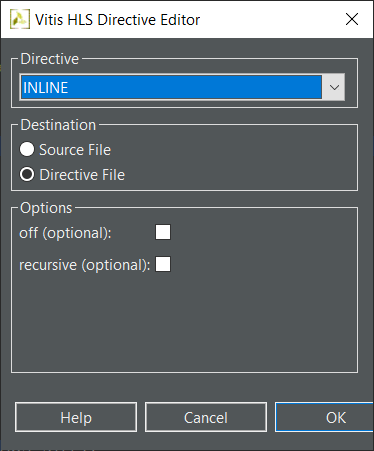 Vitis HLS Directive Editor
Directive
INLINE
Destination
Source File
Directive File
Options
off (optional):
recursive (optional):
Help Cancel OK